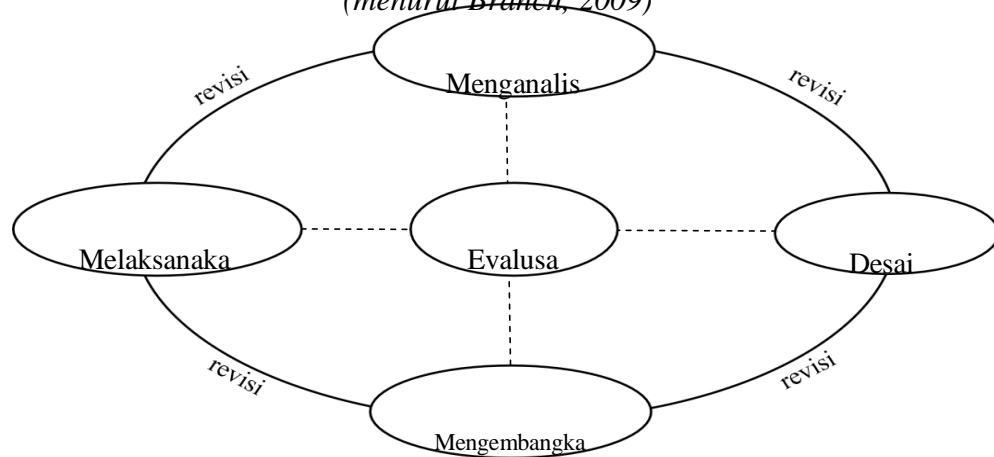 (menurut Branch, 2009)
revisi
Menganalis
revisi
Melaksanaka
Evalusa
Desai
revisi
revisi
Mengembangka